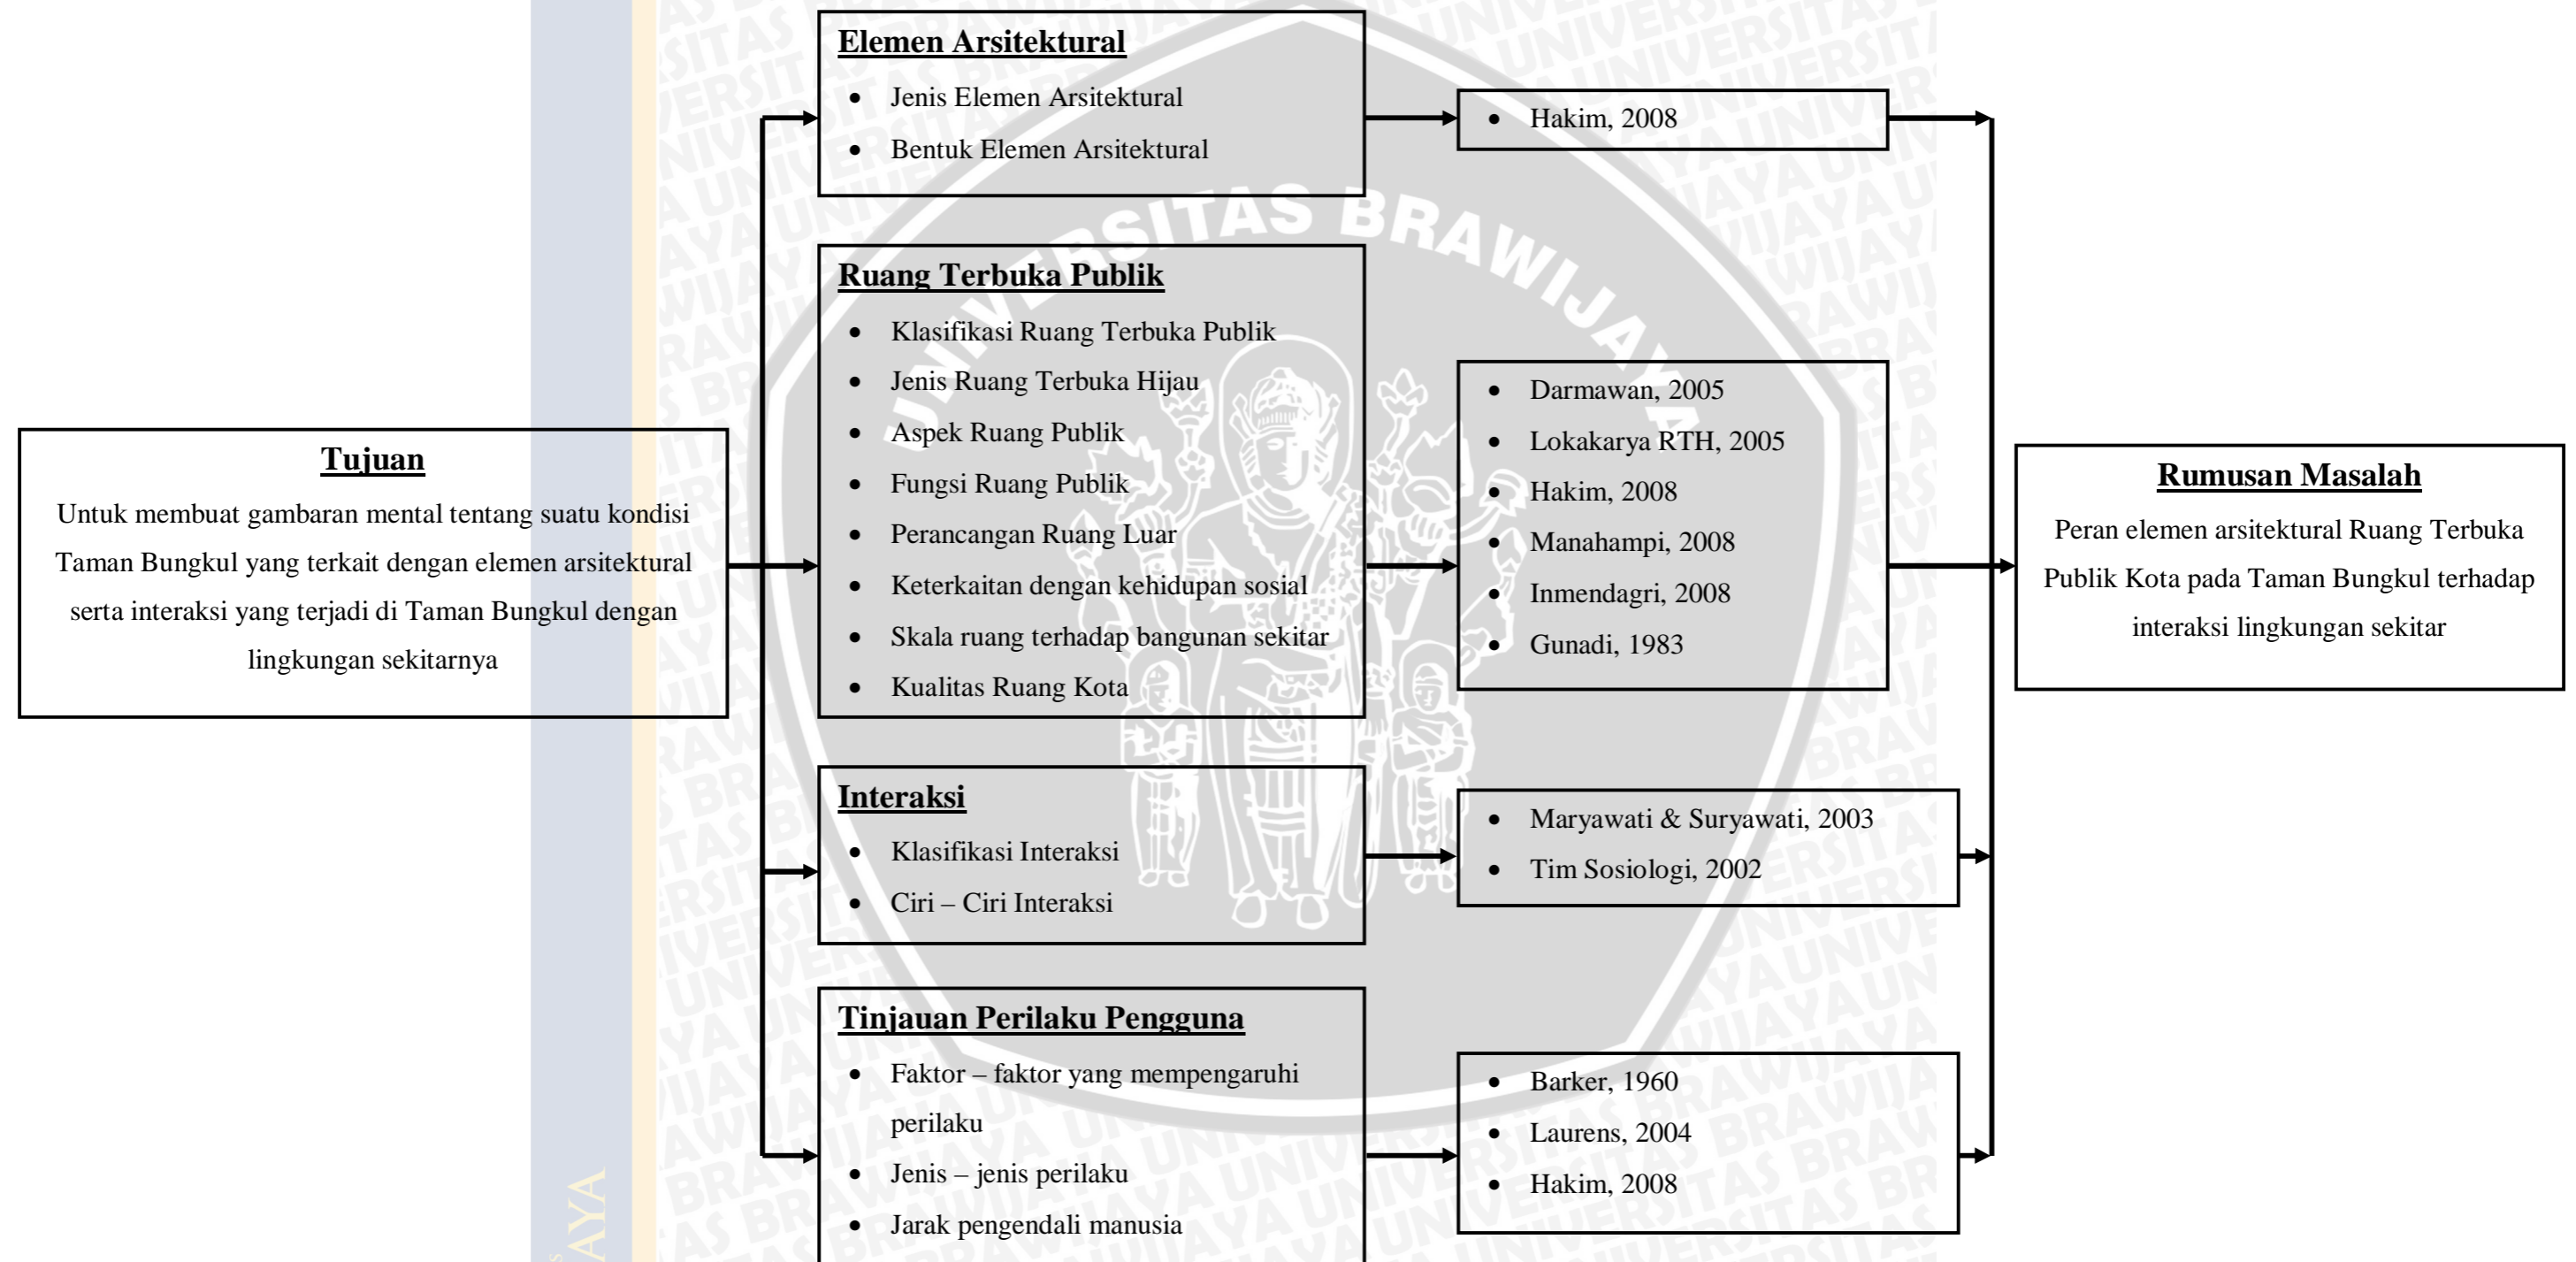 Tujuan
Untuk membuat gambaran mental tentang suatu kondisi
Taman Bungkul yang terkait dengan elemen arsitektural
serta interaksi yang terjadi di Taman Bungkul dengan
lingkungan sekitarnya
Elemen Arsitektural
• Jenis Elemen Arsitektural
• Bentuk Elemen Arsitektural
Ruang Terbuka Publik
• Klasifikasi Ruang Terbuka Publik
• Jenis Ruang Terbuka Hijau
• Aspek Ruang Publik
• Fungsi Ruang Publik
• Perancangan Ruang Luar
• Keterkaitan dengan kehidupan sosial
• Skala ruang terhadap bangunan sekitar
• Kualitas Ruang Kota
Interaksi
• Klasifikasi Interaksi
• Ciri – Ciri Interaksi
Tinjauan Perilaku Pengguna
• Faktor – faktor yang mempengaruhi
perilaku
• Jenis – jenis perilaku
• Jarak pengendali manusia
• Hakim, 2008
• Darmawan, 2005
• Lokakarya RTH, 2005
• Hakim, 2008
• Manahampi, 2008
• Inmendagri, 2008
• Gunadi, 1983
• Maryawati & Suryawati, 2003
• Tim Sosiologi, 2002
• Barker, 1960
• Laurens, 2004
• Hakim, 2008
Rumusan Masalah
Peran elemen arsitektural Ruang Terbuka
Publik Kota pada Taman Bungkul terhadap
interaksi lingkungan sekitar
UNIVERSITAS BRAWIJAYA
AYA